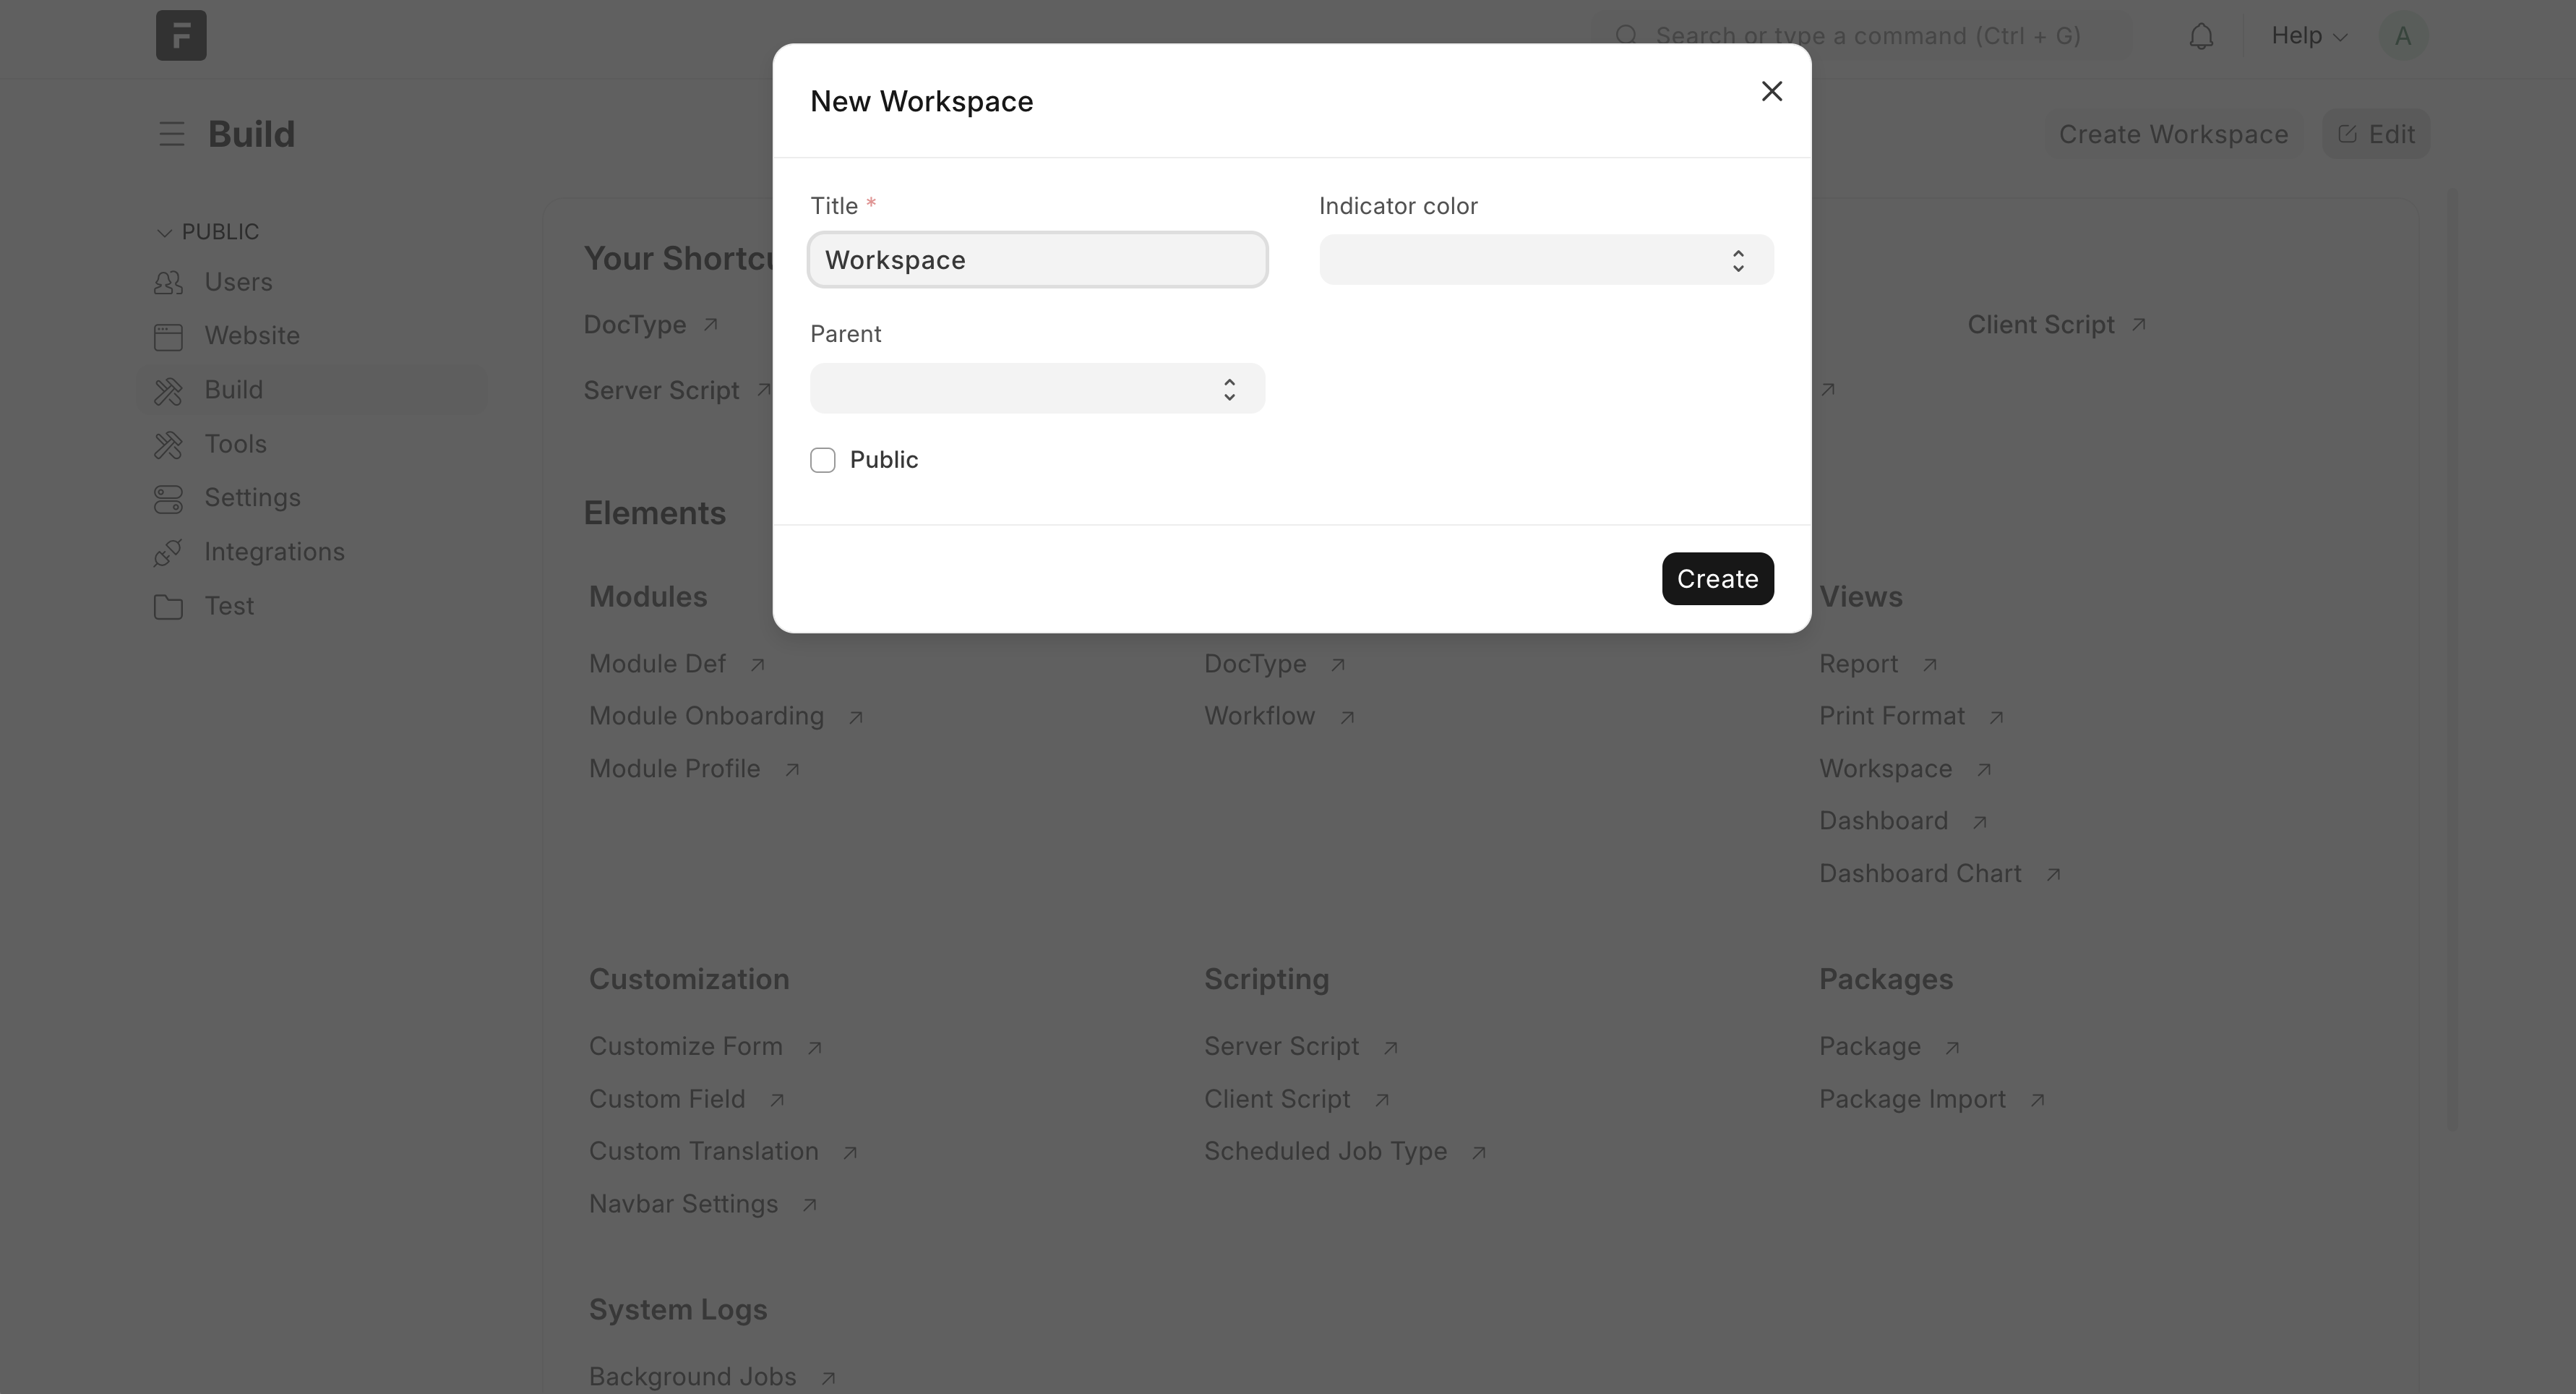 F
Search or type a command (Ctrl + G)
Help
A
Build
Create Workspace
Edit
New Workspace
Title *
Workspace
Indicator color
Parent
Public
Create
PUBLIC
Users
Website
Build
Tools
Settings
Integrations
Test
Your Shortcu
DocType
Client Script
Server Script
Elements
Modules
Views
Module Def
DocType
Report
Module Onboarding
Workflow
Print Format
Module Profile
Workspace
Dashboard
Dashboard Chart
Customization
Scripting
Packages
Customize Form
Server Script
Package
Custom Field
Client Script
Package Import
Custom Translation
Scheduled Job Type
Navbar Settings
System Logs
Background Jobs